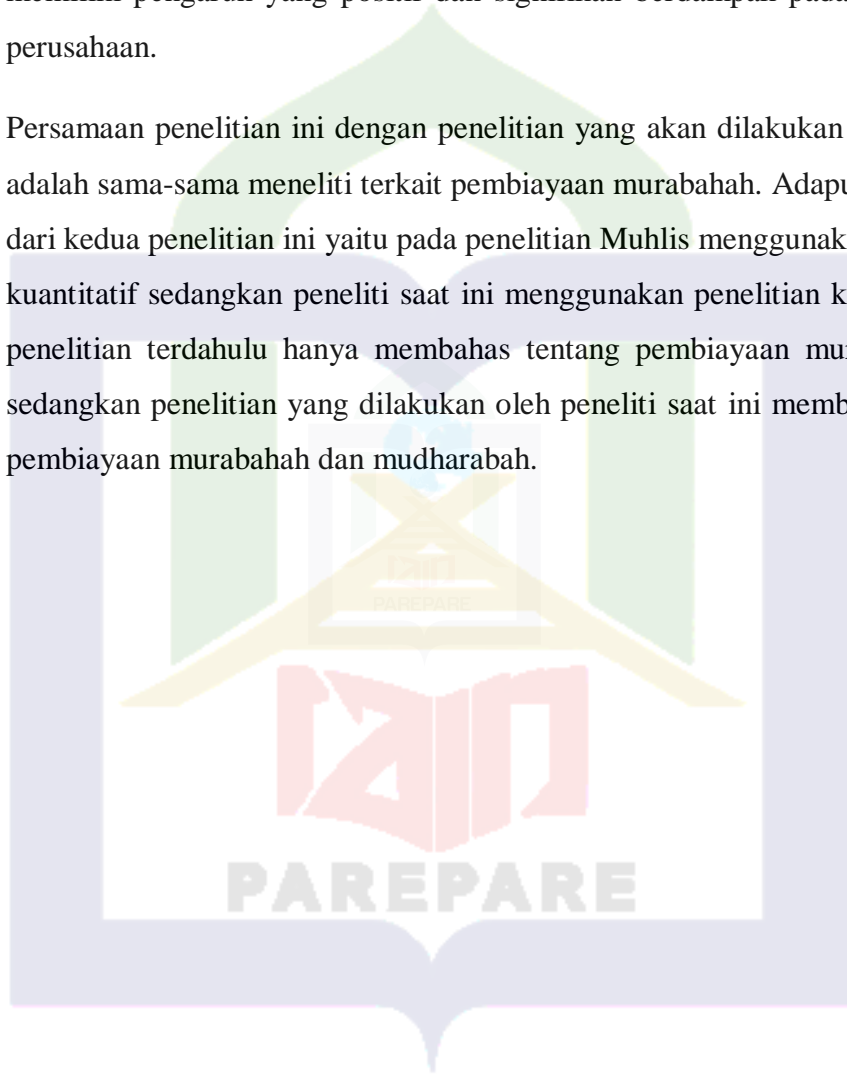 memiliki pengaruh yang positif dan signifikan berdampak pada
perusahaan.
Persamaan penelitian ini dengan penelitian yang akan dilakukan
adalah sama-sama meneliti terkait pembiayaan murabahah. Adapu
dari kedua penelitian ini yaitu pada penelitian Muhlis menggunak
kuantitatif sedangkan peneliti saat ini menggunakan penelitian k
penelitian terdahulu hanya membahas tentang pembiayaan mu
sedangkan penelitian yang dilakukan oleh peneliti saat ini memb
pembiayaan murabahah dan mudharabah.
iain
PAREPARE
iain
PAREPARE